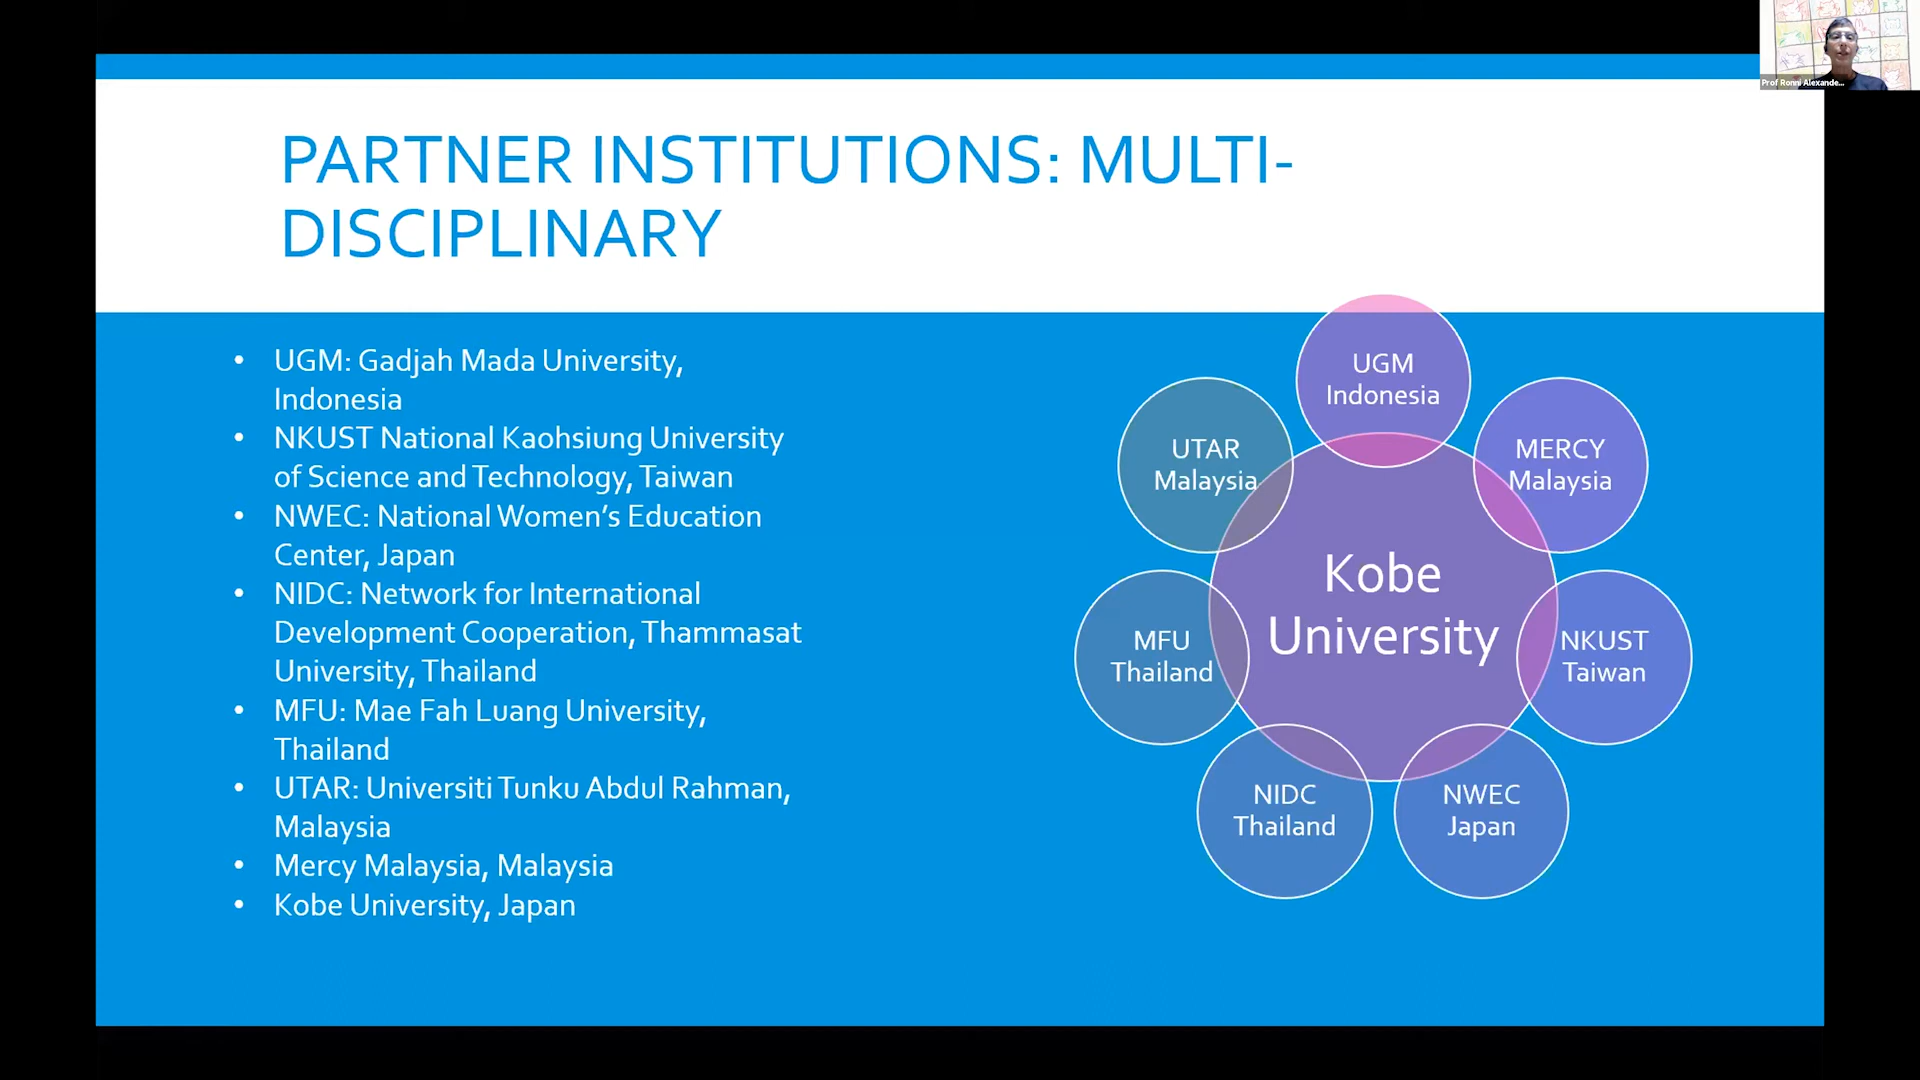 Prof Ronni Alexande...
PARTNER INSTITUTIONS: MULTI-
DISCIPLINARY
• UGM: Gadjah Mada University,
Indonesia
• NKUST National Kaohsiung University
of Science and Technology, Taiwan
• NWEC: National Women’s Education
Center, Japan
• NIDC: Network for International
Development Cooperation, Thammasat
University, Thailand
• MFU: Mae Fah Luang University,
Thailand
• UTAR: Universiti Tunku Abdul Rahman,
Malaysia
• Mercy Malaysia, Malaysia
• Kobe University, Japan
UGM
Indonesia
UTAR
Malaysia
MERCY
Malaysia
Kobe
University
MFU
Thailand
NKUST
Taiwan
NIDC
Thailand
NWEC
Japan